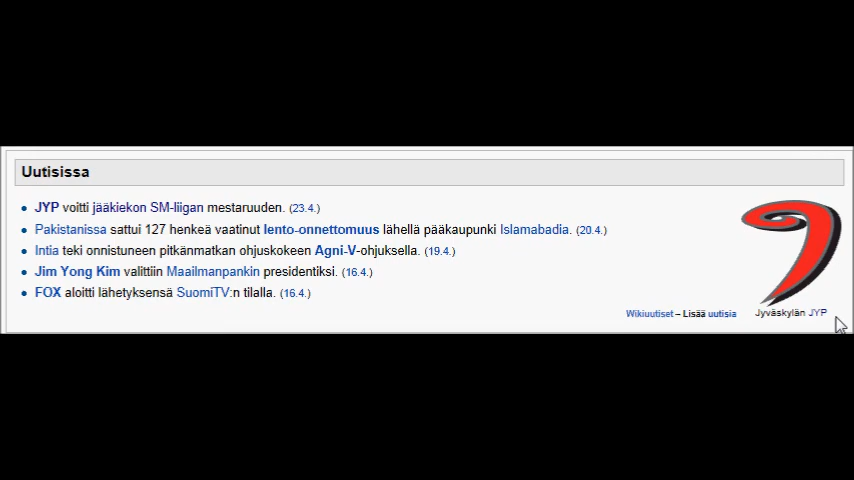 Uutisissa
JYP voitti jääkiekon SM-liigan mestaruuden. (23.4.)
Pakistanissa sattui 127 henkeä vaatinut lento-onnettomuus lähellä pääkaupunki Islamabadia. (20.4.)
Intia teki onnistuneen pitkänmatkan ohjuskokeen Agni-V-ohjuksella. (19.4.)
Jim Yong Kim valittiin Maailmanpankin presidentiksi. (16.4.)
FOX aloitti lähetyksensä SuomiTV:n tilalla. (16.4.)
Wikiuutiset – Lisää uutisia
Jyväskylän JYP